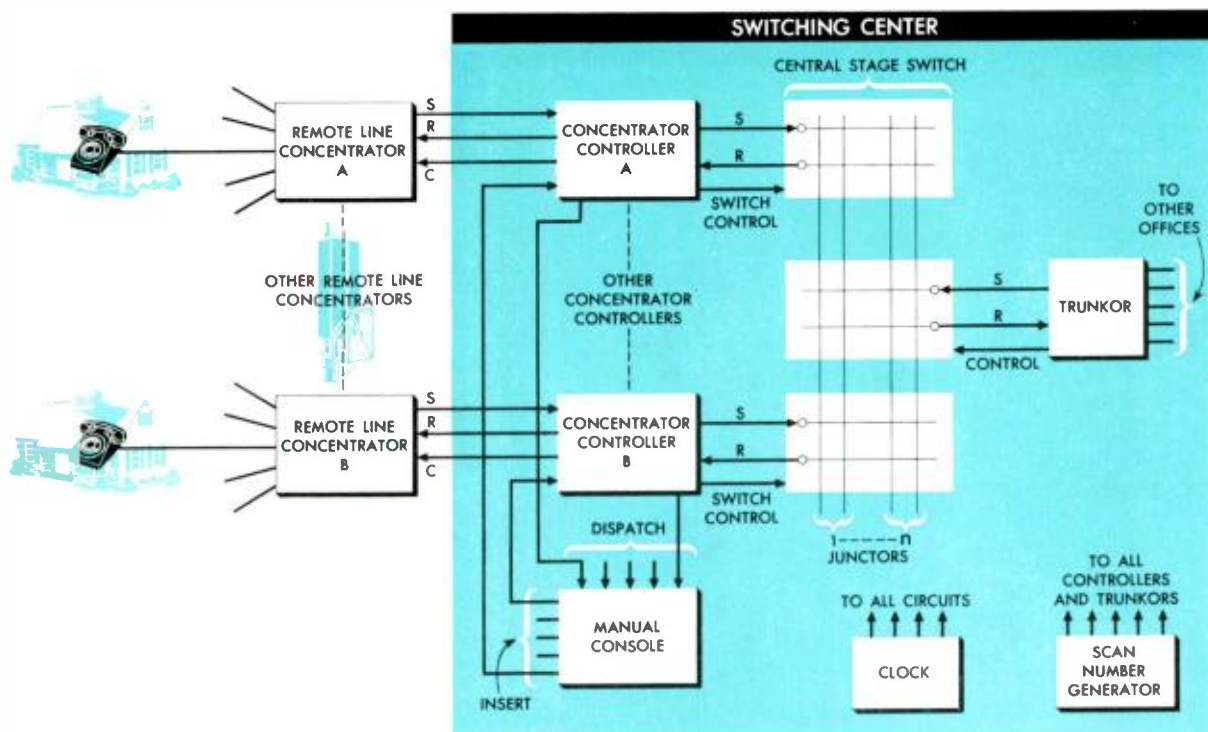 SWITCHING CENTER
CENTRAL STAGE SWITCH
REMOTE LINE
CONCENTRATOR
A
S
R
C
CONCENTRATOR
CONTROLLER
A
S
R
SWITCH
CONTROL
TO
OTHER
OFFICES
OTHER REMOTE LINE
CONCENTRATORS
OTHER
CONCENTRATOR
CONTROLLERS
S
R
CONTROL
TRUNKOR
REMOTE LINE
CONCENTRATOR
B
S
R
C
CONCENTRATOR
CONTROLLER
B
S
R
SWITCH
CONTROL
DISPATCH
1-----n
JUNCTORS
MANUAL
CONSOLE
INSERT
TO ALL CIRCUITS
CLOCK
TO ALL
CONTROLLERS
AND TRUNKORS
SCAN
NUMBER
GENERATOR